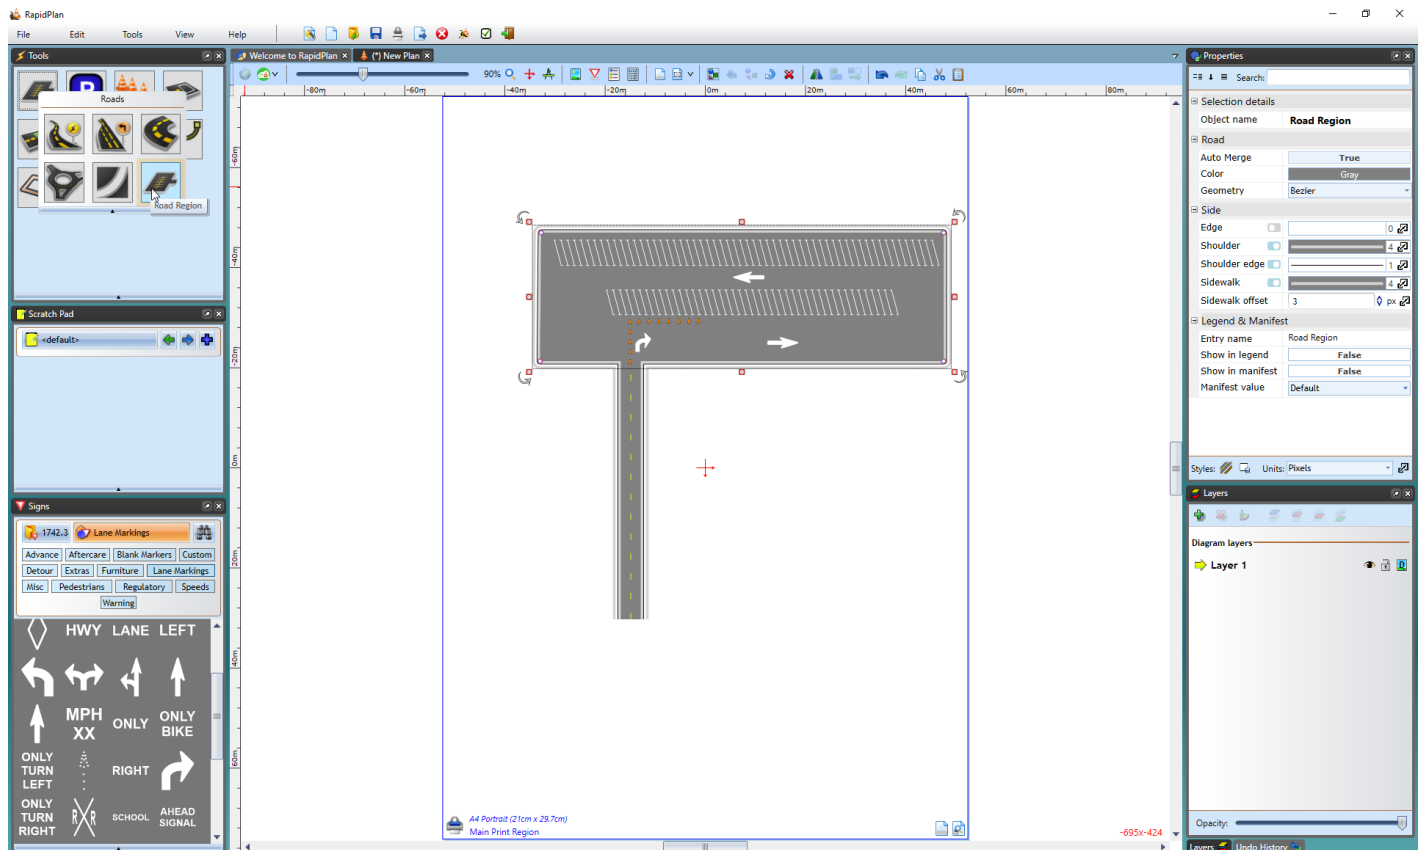 RapidPlan
File Edit Tools View Help
Tools
Roads
Road Region
Scratch Pad
<default>
Signs
1742.3 Lane Markings
Advance Aftercare Blank Markers Custom
Detour Extras Furniture Lane Markings
Misc Pedestrians Regulatory Speeds
Warning
HWY LANE LEFT
MPH XX ONLY ONLY BIKE
ONLY TURN LEFT RIGHT
ONLY TURN RIGHT R R SCHOOL AHEAD SIGNAL
Welcome to RapidPlan (*) New Plan
90%
-80m -60m -40m -20m 0m 20m 40m 60m 80m
-60m
-40m
-20m
0m
20m
40m
60m
A4 Portrait (21cm x 29.7cm)
Main Print Region
-695x-424
Properties
Search:
Selection details
Object name Road Region
Road
Auto Merge True
Color Gray
Geometry Bezier
Side
Edge 0
Shoulder 4
Shoulder edge 1
Sidewalk 4
Sidewalk offset 3 px
Legend & Manifest
Entry name Road Region
Show in legend False
Show in manifest False
Manifest value Default
Styles: Units: Pixels
Layers
Diagram layers
Layer 1
Opacity:
Layers Undo History